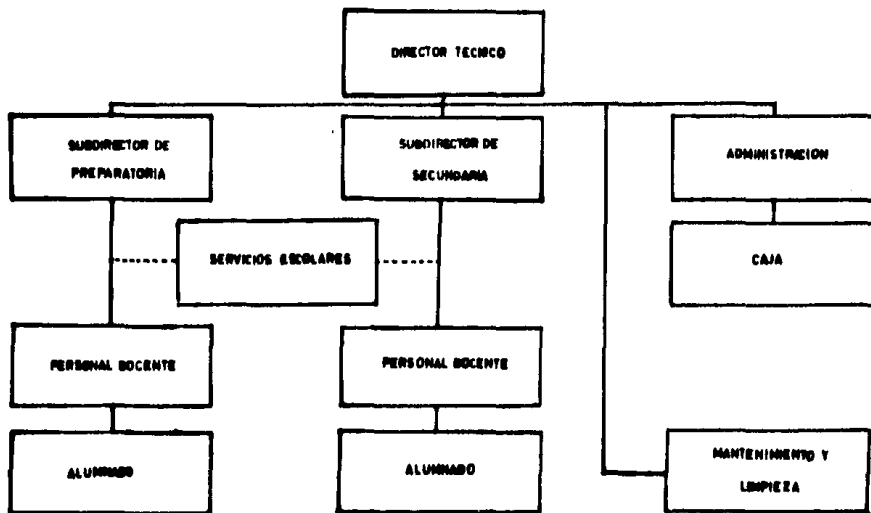 DIRECTOR TECISCO
SUBDIRECTOR DE
PREPARATORIA
SUBDIRECTOR DE
SECUNDARIA
ADMINISTRACION
SERVICIOS ESCOLARES
CAJA
PERSONAL DOCENTE
PERSONAL DOCENTE
ALUMNADO
ALUMNADO
MANTENIMIENTO Y
LIMPIEZA